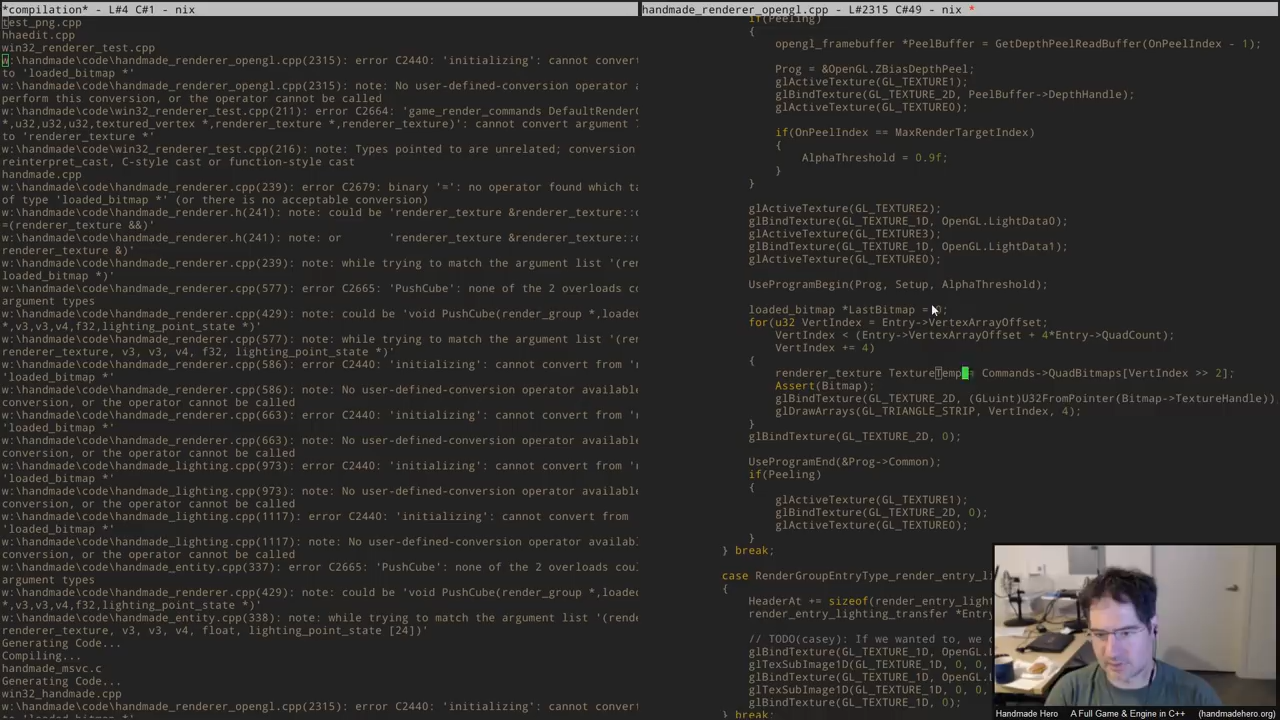 *compilation* - L#4 C#1 - nix
test_png.cpp
hhaedit.cpp
win32_renderer_test.cpp
w:\handmade\code\handmade_renderer_opengl.cpp(2315): error C2440: 'initializing': cannot convert
to 'loaded_bitmap *'
w:\handmade\code\handmade_renderer_opengl.cpp(2315): note: No user-defined-conversion operator a
perform this conversion, or the operator cannot be called
w:\handmade\code\win32_renderer_test.cpp(211): error C2664: 'game_render_commands DefaultRenderC
*,u32,u32,u32,textured_vertex *,renderer_texture *,renderer_texture)': cannot convert argument
to 'renderer_texture *'
w:\handmade\code\win32_renderer_test.cpp(216): note: Types pointed to are unrelated; conversion
reinterpret_cast, C-style cast or function-style cast
handmade.cpp
w:\handmade\code\handmade_renderer.cpp(239): error C2679: binary '=': no operator found which ta
of type 'loaded_bitmap *' (or there is no acceptable conversion)
w:\handmade\code\handmade_renderer.h(241): note: could be 'renderer_texture &renderer_texture::
=(renderer_texture &&)'
w:\handmade\code\handmade_renderer.h(241): note: or 'renderer_texture &renderer_texture::
renderer_texture &)'
w:\handmade\code\handmade_renderer.cpp(239): note: while trying to match the argument list '(ren
loaded_bitmap *)'
w:\handmade\code\handmade_renderer.cpp(577): error C2665: 'PushCube': none of the 2 overloads co
argument types
w:\handmade\code\handmade_renderer.cpp(429): note: could be 'void PushCube(render_group *,loaded
*,v3,v3,v4,f32,lighting_point_state *)'
w:\handmade\code\handmade_renderer.cpp(577): note: while trying to match the argument list '(ren
renderer_texture, v3, v3, v4, f32, lighting_point_state *)'
w:\handmade\code\handmade_renderer.cpp(586): error C2440: 'initializing': cannot convert from 'r
'loaded_bitmap *'
w:\handmade\code\handmade_renderer.cpp(586): note: No user-defined-conversion operator available
conversion, or the operator cannot be called
w:\handmade\code\handmade_renderer.cpp(663): error C2440: 'initializing': cannot convert from 'r
'loaded_bitmap *'
w:\handmade\code\handmade_renderer.cpp(663): note: No user-defined-conversion operator available
conversion, or the operator cannot be called
w:\handmade\code\handmade_lighting.cpp(973): error C2440: 'initializing': cannot convert from 'r
'loaded_bitmap *'
w:\handmade\code\handmade_lighting.cpp(973): note: No user-defined-conversion operator available
conversion, or the operator cannot be called
w:\handmade\code\handmade_lighting.cpp(1117): error C2440: 'initializing': cannot convert from
'loaded_bitmap *'
w:\handmade\code\handmade_lighting.cpp(1117): note: No user-defined-conversion operator availabl
conversion, or the operator cannot be called
w:\handmade\code\handmade_entity.cpp(337): error C2665: 'PushCube': none of the 2 overloads cou
argument types
w:\handmade\code\handmade_renderer.cpp(429): note: could be 'void PushCube(render_group *,loaded
*,v3,v3,v4,f32,lighting_point_state *)'
w:\handmade\code\handmade_entity.cpp(338): note: while trying to match the argument list '(rende
renderer_texture, v3, v3, v4, float, lighting_point_state [24])'
Generating Code...
Compiling...
handmade_msvc.c
Generating Code...
win32_handmade.cpp
w:\handmade\code\handmade_renderer_opengl.cpp(2315): error C2440: 'initializing': cannot convert
handmade_renderer_opengl.cpp - L#2315 C#49 - nix *
if(Peeling)
{
opengl_framebuffer *PeelBuffer = GetDepthPeelReadBuffer(OnPeelIndex - 1);
Prog = &OpenGL.ZBiasDepthPeel;
glActiveTexture(GL_TEXTURE1);
glBindTexture(GL_TEXTURE_2D, PeelBuffer->DepthHandle);
glActiveTexture(GL_TEXTURE0);
if(OnPeelIndex == MaxRenderTargetIndex)
{
AlphaThreshold = 0.9f;
}
}
glActiveTexture(GL_TEXTURE2);
glBindTexture(GL_TEXTURE_1D, OpenGL.LightData0);
glActiveTexture(GL_TEXTURE3);
glBindTexture(GL_TEXTURE_1D, OpenGL.LightData1);
glActiveTexture(GL_TEXTURE0);
UseProgramBegin(Prog, Setup, AlphaThreshold);
loaded_bitmap *LastBitmap = 0;
for(u32 VertIndex = Entry->VertexArrayOffset;
VertIndex < (Entry->VertexArrayOffset + 4*Entry->QuadCount);
VertIndex += 4)
{
renderer_texture TextureTemp = Commands->QuadBitmaps[VertIndex >> 2];
Assert(Bitmap);
glBindTexture(GL_TEXTURE_2D, (GLuint)U32FromPointer(Bitmap->TextureHandle))
glDrawArrays(GL_TRIANGLE_STRIP, VertIndex, 4);
}
glBindTexture(GL_TEXTURE_2D, 0);
UseProgramEnd(&Prog->Common);
if(Peeling)
{
glActiveTexture(GL_TEXTURE1);
glBindTexture(GL_TEXTURE_2D, 0);
glActiveTexture(GL_TEXTURE0);
}
} break;
case RenderGroupEntryType_render_entry_li
{
HeaderAt += sizeof(render_entry_ligh
render_entry_lighting_transfer *Entr
// TODO(casey): If we wanted to, we c
glBindTexture(GL_TEXTURE_1D, OpenGL.L
glTexSubImage1D(GL_TEXTURE_1D, 0, 0,
glBindTexture(GL_TEXTURE_1D, OpenGL.L
glTexSubImage1D(GL_TEXTURE_1D, 0, 0,
glBindTexture(GL_TEXTURE_1D, 0);
} break;
Handmade Hero A Full Game & Engine in C++ (handmadehero.org)